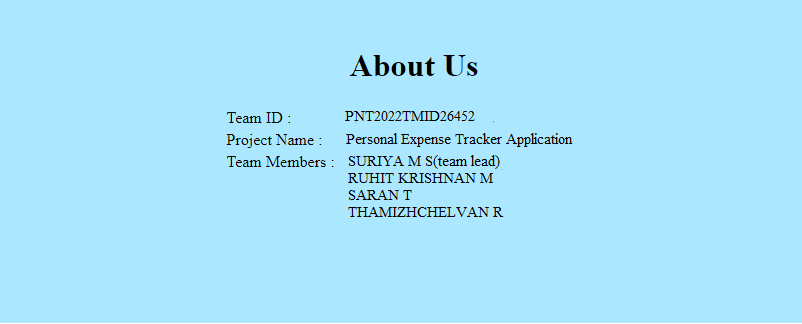 About Us
Team ID : PNT2022TMID26452
Project Name : Personal Expense Tracker Application
Team Members : SURIYA M S(team lead)
RUHIT KRISHNAN M
SARAN T
THAMIZHCHELVAN R